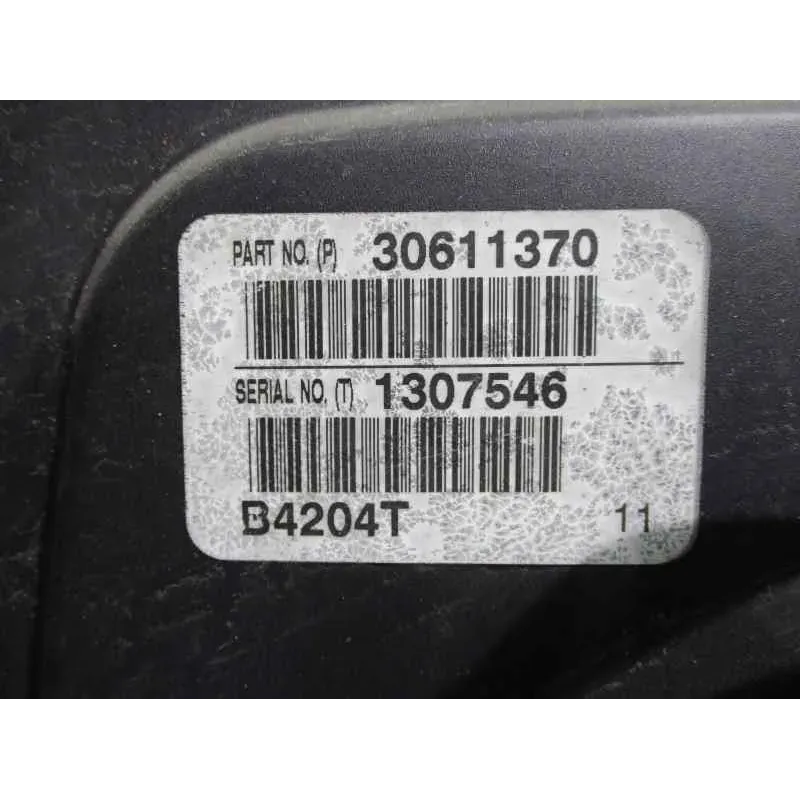 PART NO. (P) 30611370
SERIAL NO. (T) 1307546
B4204T 11